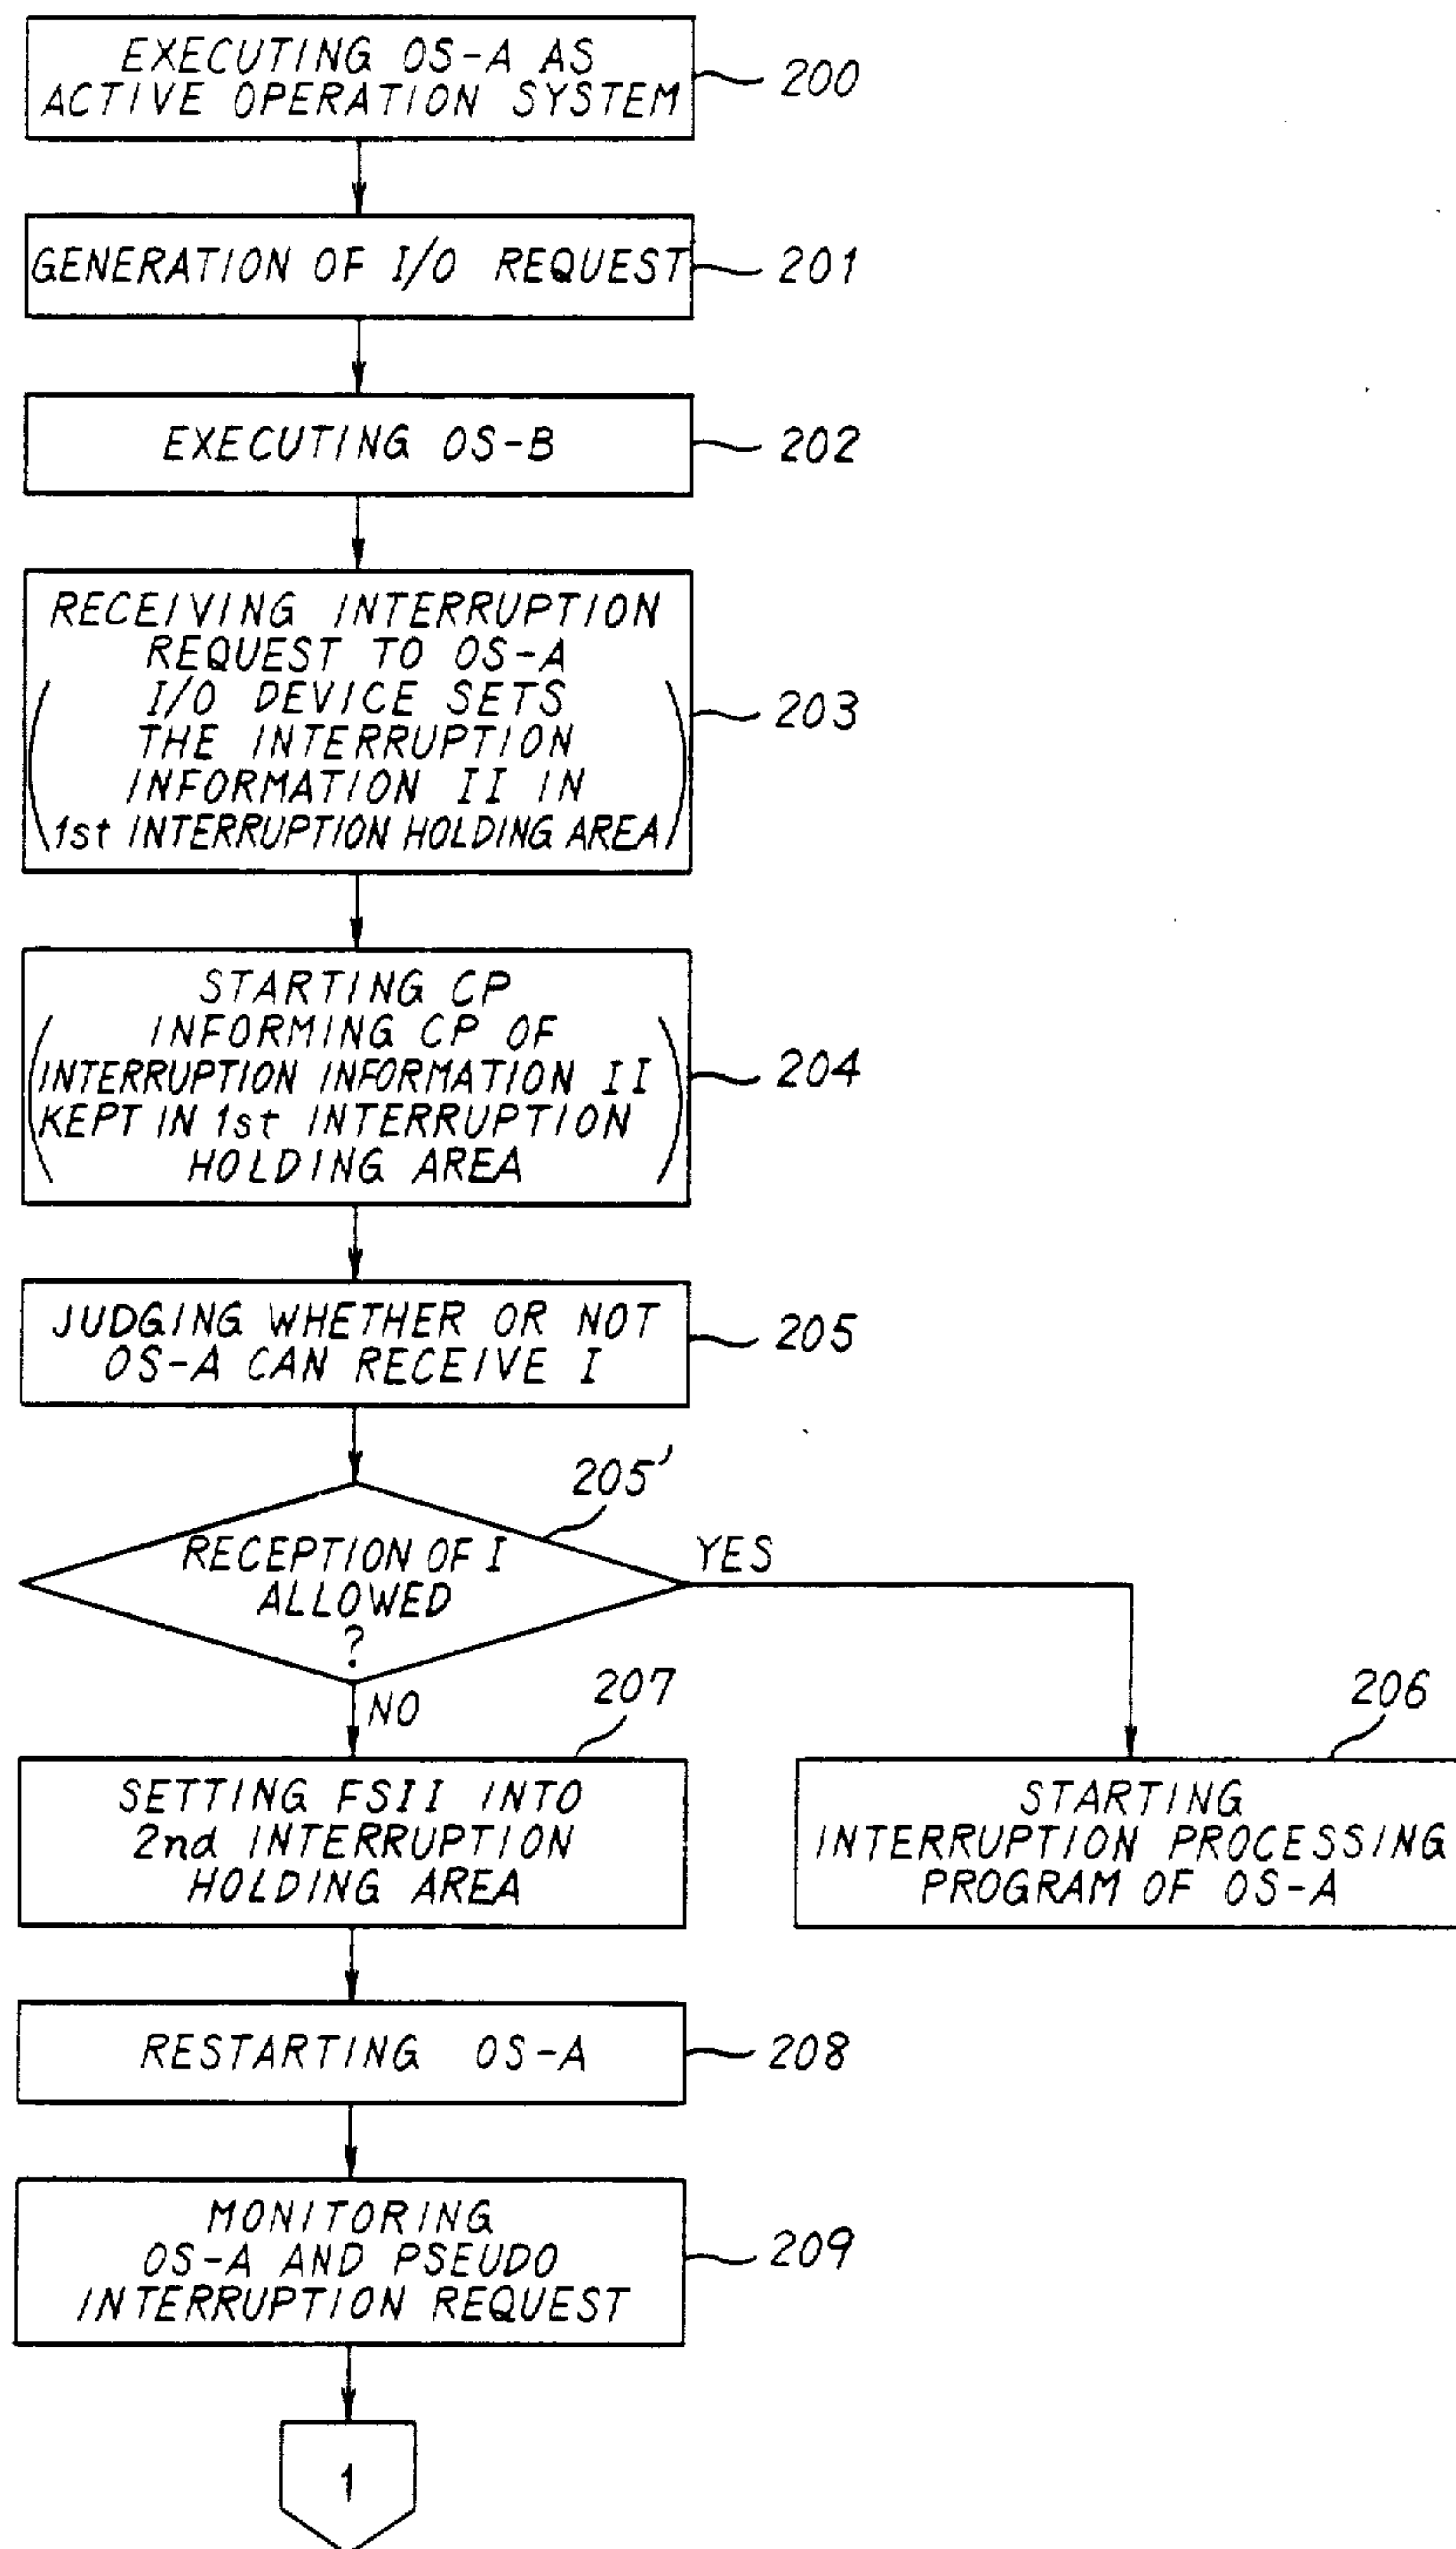 EXECUTING OS-A AS
ACTIVE OPERATION SYSTEM
200
GENERATION OF I/O REQUEST
201
EXECUTING OS-B
202
RECEIVING INTERRUPTION
REQUEST TO OS-A
(I/O DEVICE SETS
THE INTERRUPTION
INFORMATION II IN
1st INTERRUPTION HOLDING AREA)
203
STARTING CP
(INFORMING CP OF
INTERRUPTION INFORMATION II
KEPT IN 1st INTERRUPTION
HOLDING AREA)
204
JUDGING WHETHER OR NOT
OS-A CAN RECEIVE I
205
205'
RECEPTION OF I
ALLOWED
?
YES
NO
207
SETTING FSII INTO
2nd INTERRUPTION
HOLDING AREA
206
STARTING
INTERRUPTION PROCESSING
PROGRAM OF OS-A
RESTARTING OS-A
208
MONITORING
OS-A AND PSEUDO
INTERRUPTION REQUEST
209
1